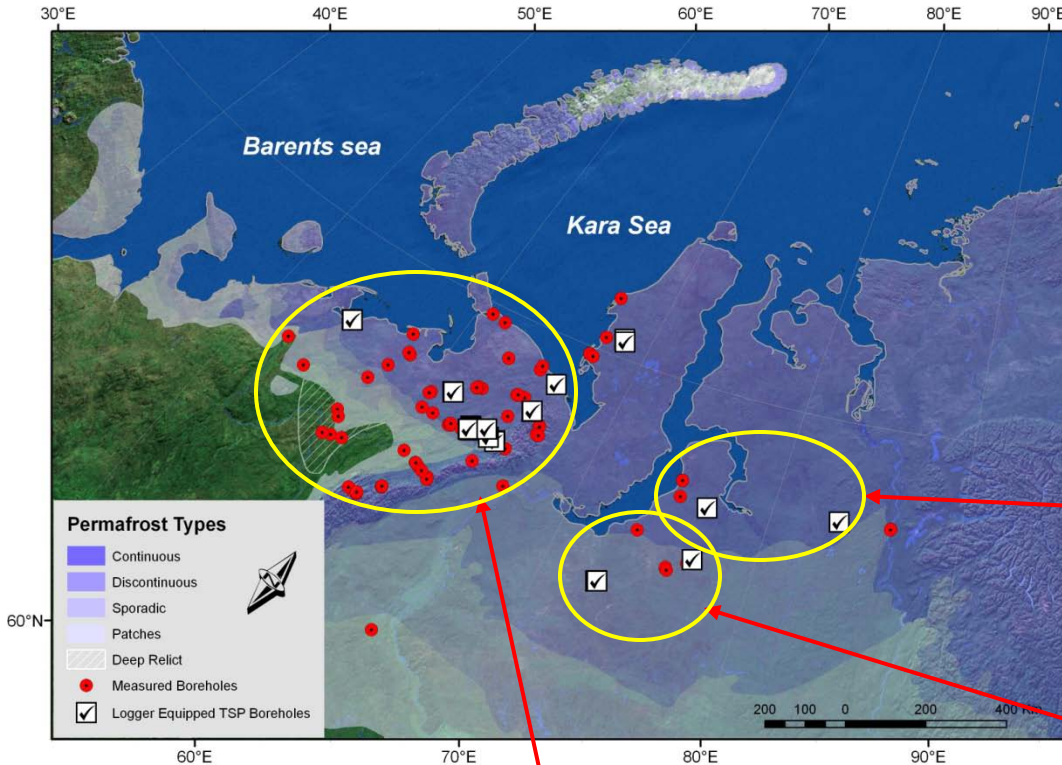 30°E 40°E 50°E 60°E 70°E 80°E 90°E
Barents sea
Kara Sea
Permafrost Types
Continuous
Discontinuous
Sporadic
Patches
Deep Relict
Measured Boreholes
Logger Equipped TSP Boreholes
60°N
200 100 0 200 400 Km
60°E 70°E 80°E 90°E